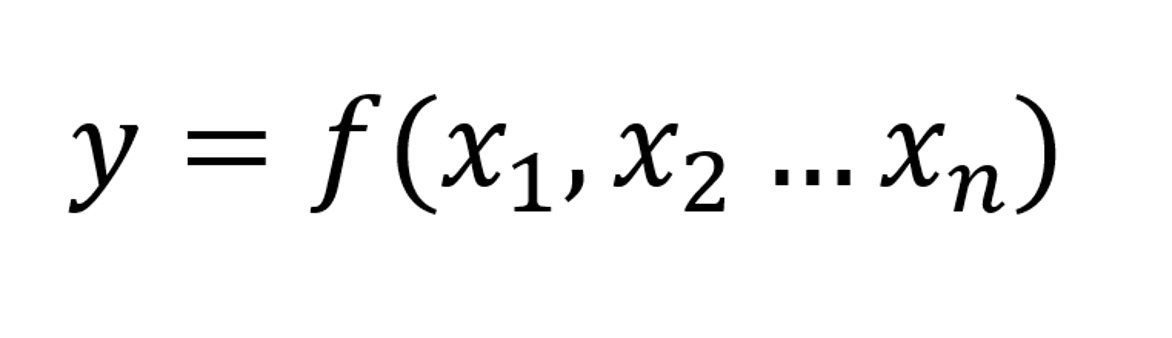 y = f(x₁, x₂ ... xₙ)